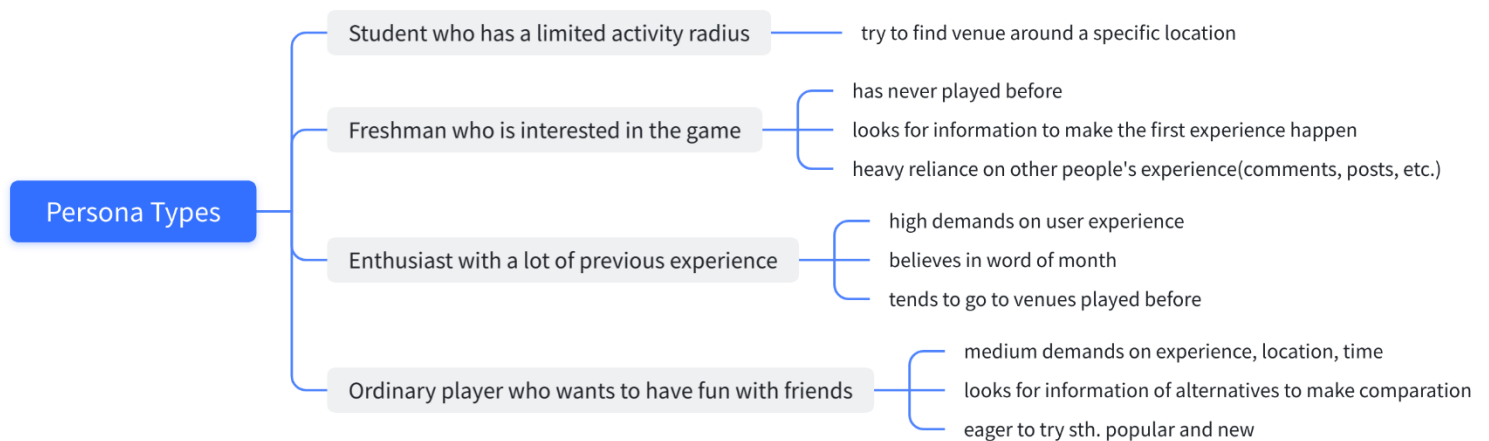 Persona Types
Student who has a limited activity radius
try to find venue around a specific location
Freshman who is interested in the game
has never played before
looks for information to make the first experience happen
heavy reliance on other people's experience(comments, posts, etc.)
Enthusiast with a lot of previous experience
high demands on user experience
believes in word of month
tends to go to venues played before
Ordinary player who wants to have fun with friends
medium demands on experience, location, time
looks for information of alternatives to make comparation
eager to try sth. popular and new